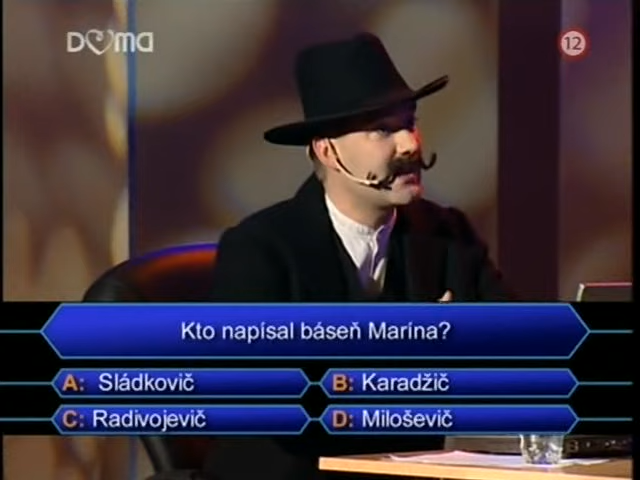 DOMA
12
Kto napísal báseň Marína?
A: Sládkovič
B: Karadžič
C: Radivojevič
D: Miloševič